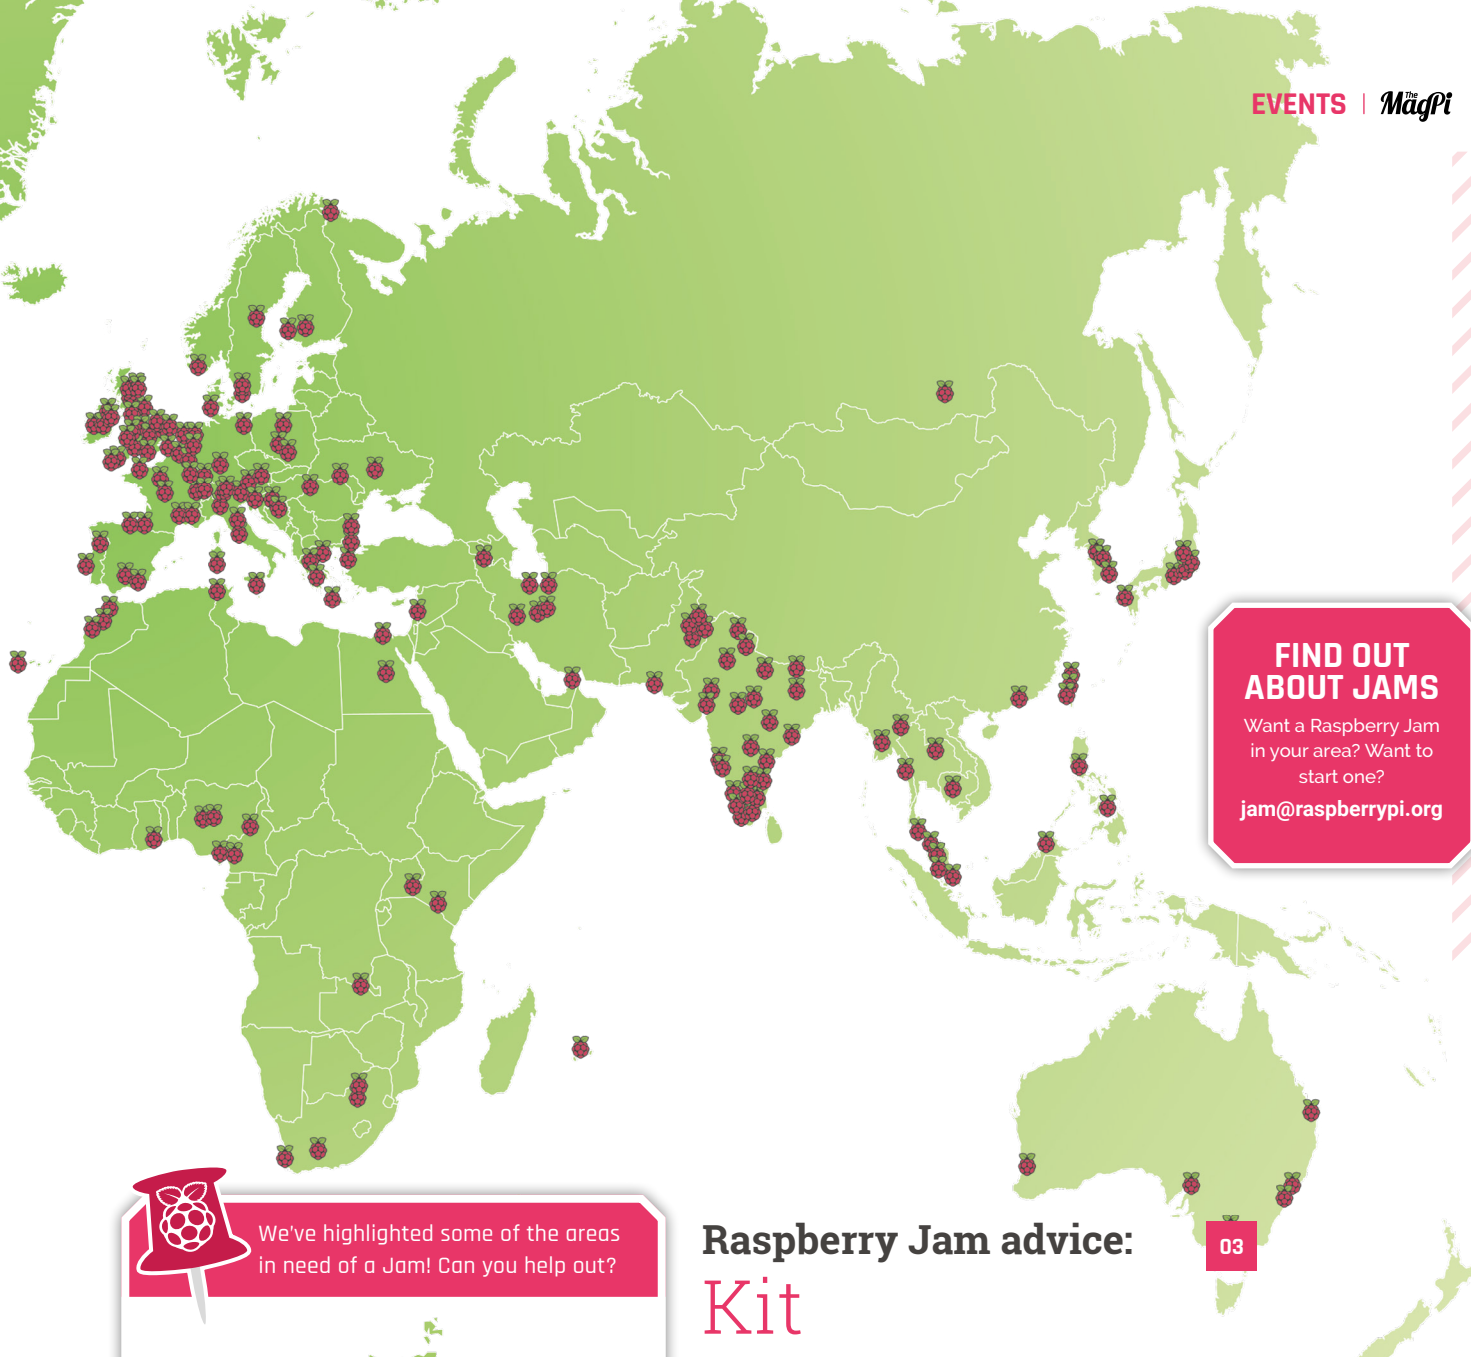 EVENTS | The MagPi
FIND OUT
ABOUT JAMS
Want a Raspberry Jam
in your area? Want to
start one?
jam@raspberrypi.org
We've highlighted some of the areas
in need of a Jam! Can you help out?
Raspberry Jam advice:
Kit
03